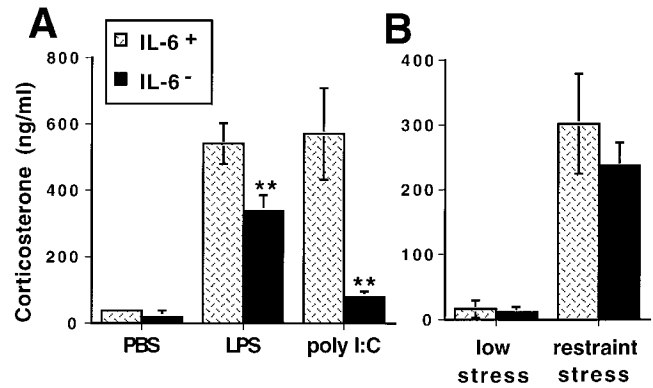 A
B
IL-6+
IL-6-
Corticosterone (ng/ml)
800
600
400
200
0
**
**
PBS
LPS
poly I:C
400
300
200
100
0
low stress
restraint stress